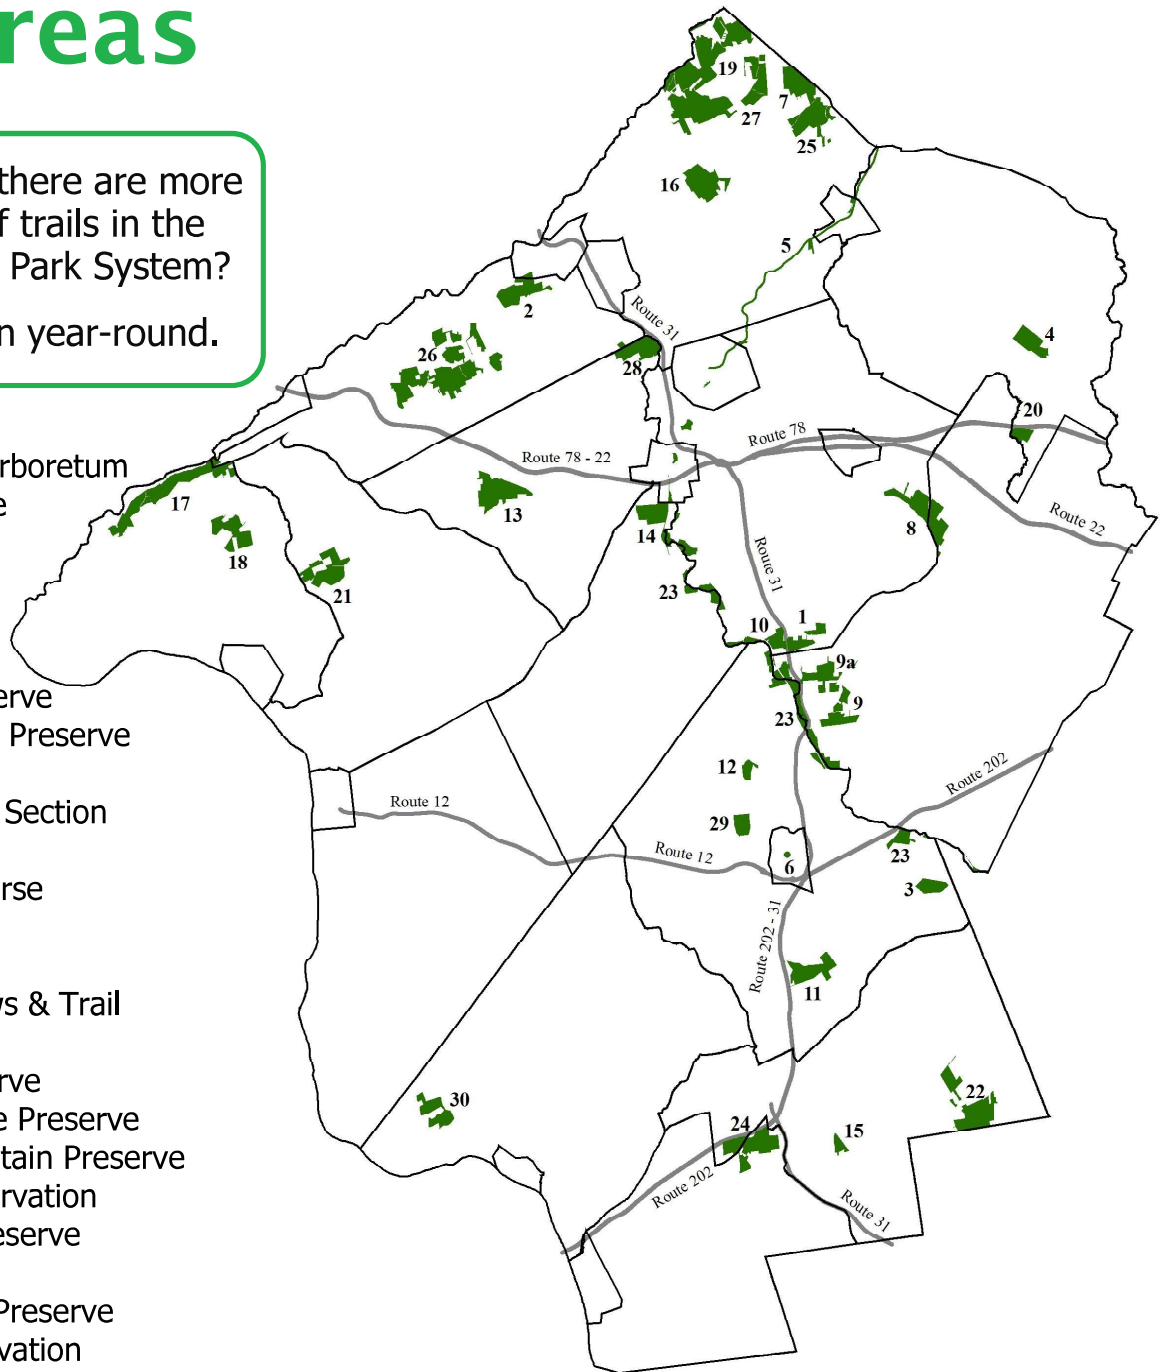 reas
there are more
f trails in the
Park System?
n year-round.
rboretum
e
erve
Preserve
Section
rse
ws & Trail
rve
e Preserve
tain Preserve
rvation
eserve
Preserve
vation
19
7
27
25
16
5
2
Route 31
4
26
28
20
Route 78
Route 78 - 22
17
13
8
Route 22
14
18
Route 31
21
23
10
1
9a
9
23
12
Route 202
Route 12
29
Route 12
23
6
3
Route 202 - 31
11
30
22
24
15
Route 202
Route 31